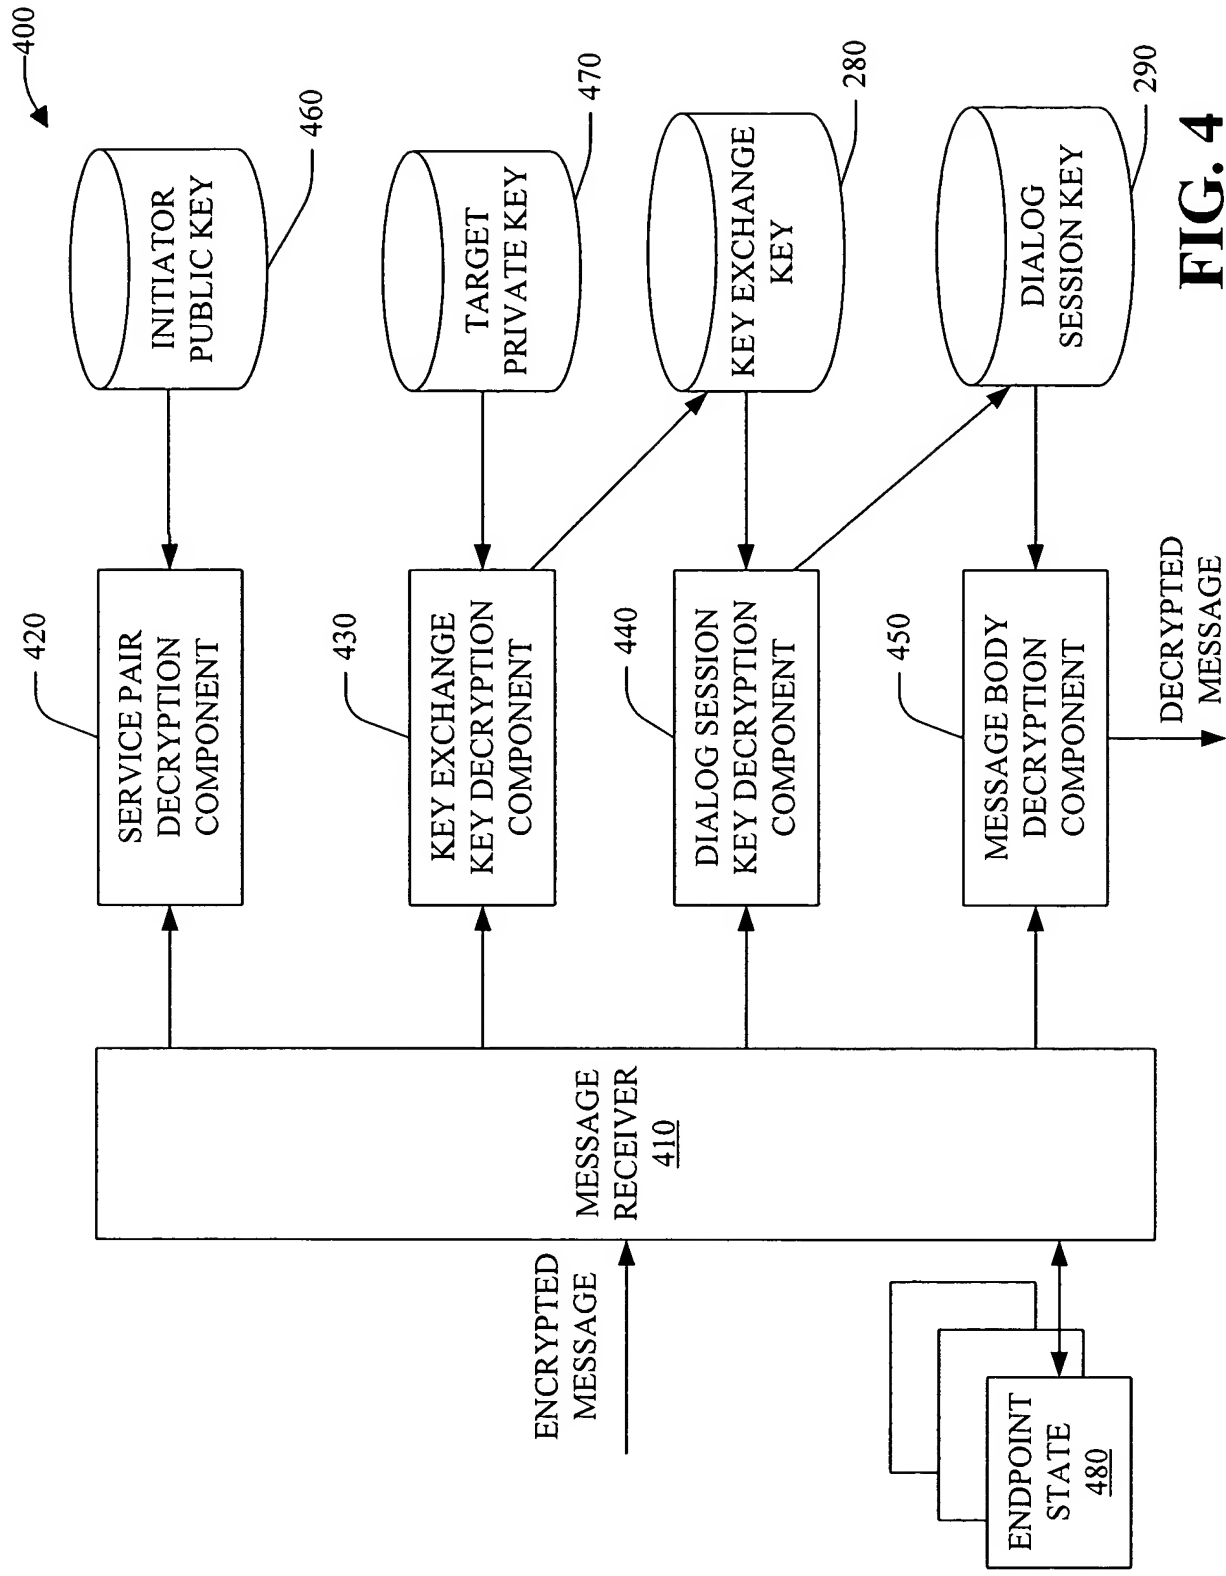 400
420
SERVICE PAIR
DECRYPTION
COMPONENT
INITIATOR
PUBLIC KEY
460
430
KEY EXCHANGE
KEY DECRYPTION
COMPONENT
TARGET
PRIVATE KEY
470
ENCRYPTED
MESSAGE
MESSAGE
RECEIVER
410
440
DIALOG SESSION
KEY DECRYPTION
COMPONENT
KEY EXCHANGE
KEY
280
450
MESSAGE BODY
DECRYPTION
COMPONENT
DIALOG
SESSION KEY
290
ENDPOINT
STATE
480
DECRYPTED
MESSAGE
FIG. 4